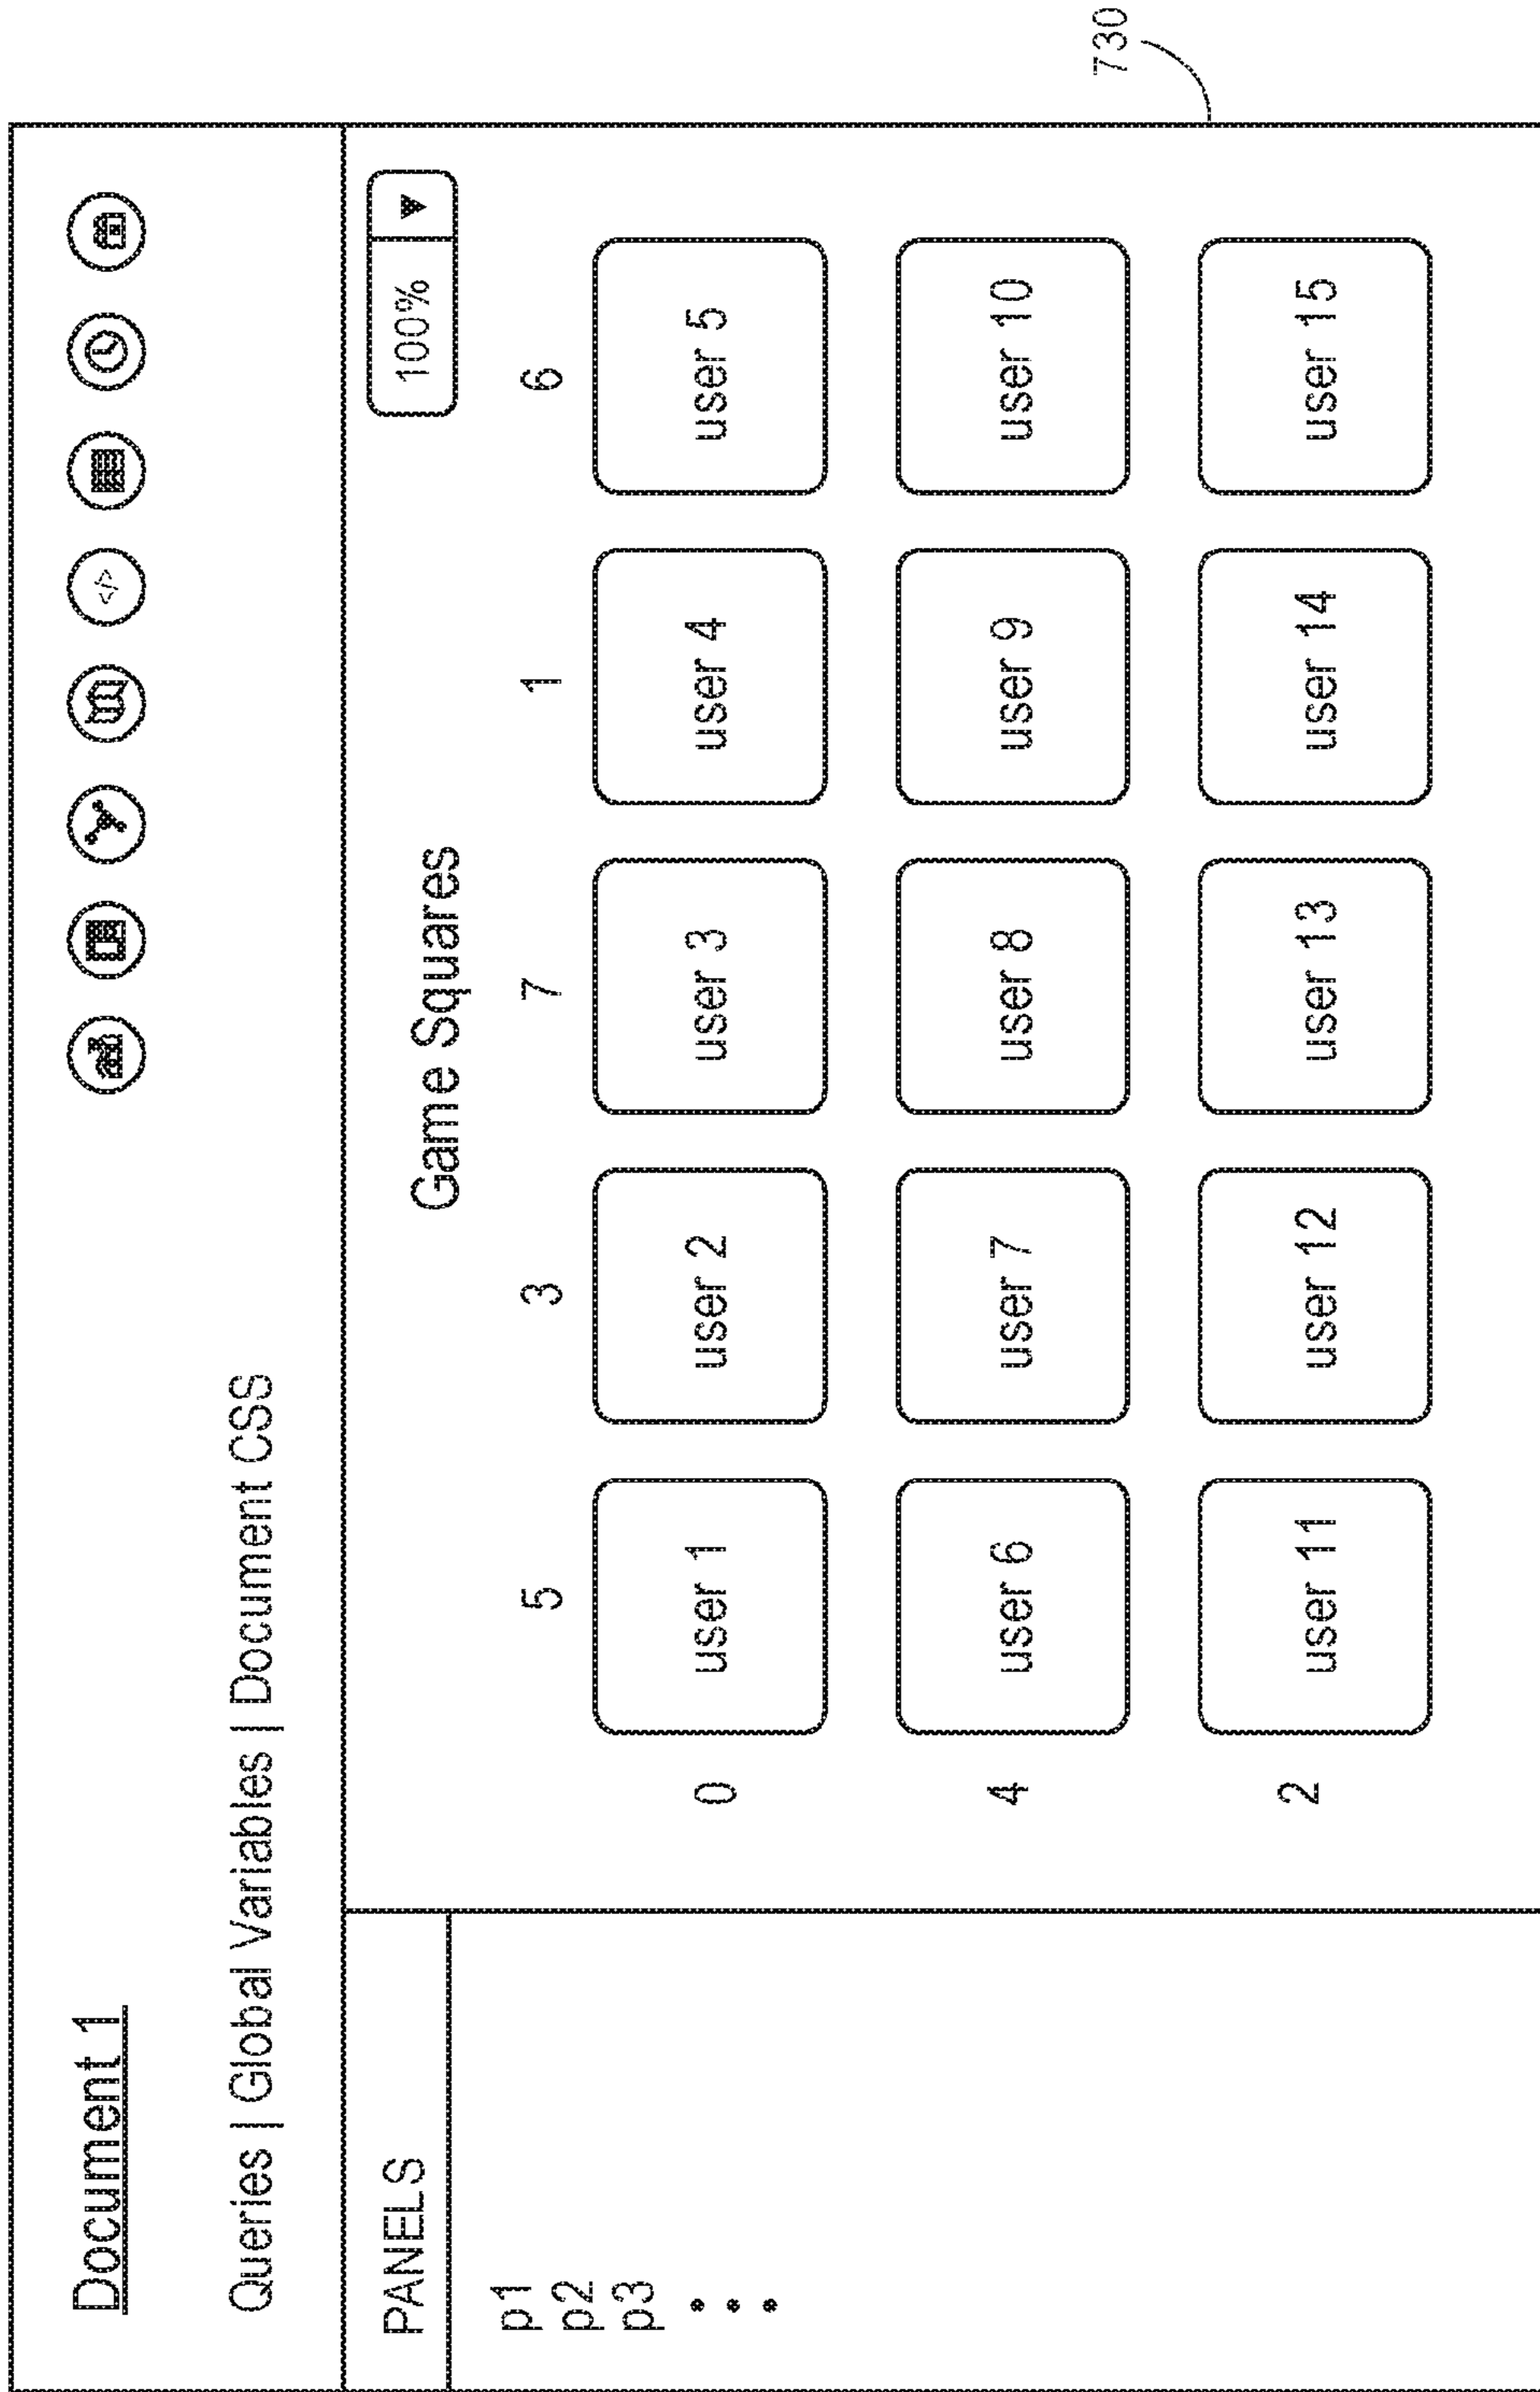 Document 1
</>
Queries | Global Variables | Document CSS
PANELS
p1
p2
p3
Game Squares
100%
5 3 7 1 6
0 user 1 user 2 user 3 user 4 user 5
4 user 6 user 7 user 8 user 9 user 10
2 user 11 user 12 user 13 user 14 user 15
730